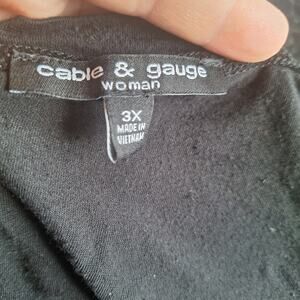 cable & gauge
woman
3X
MADE IN
VIETNAM